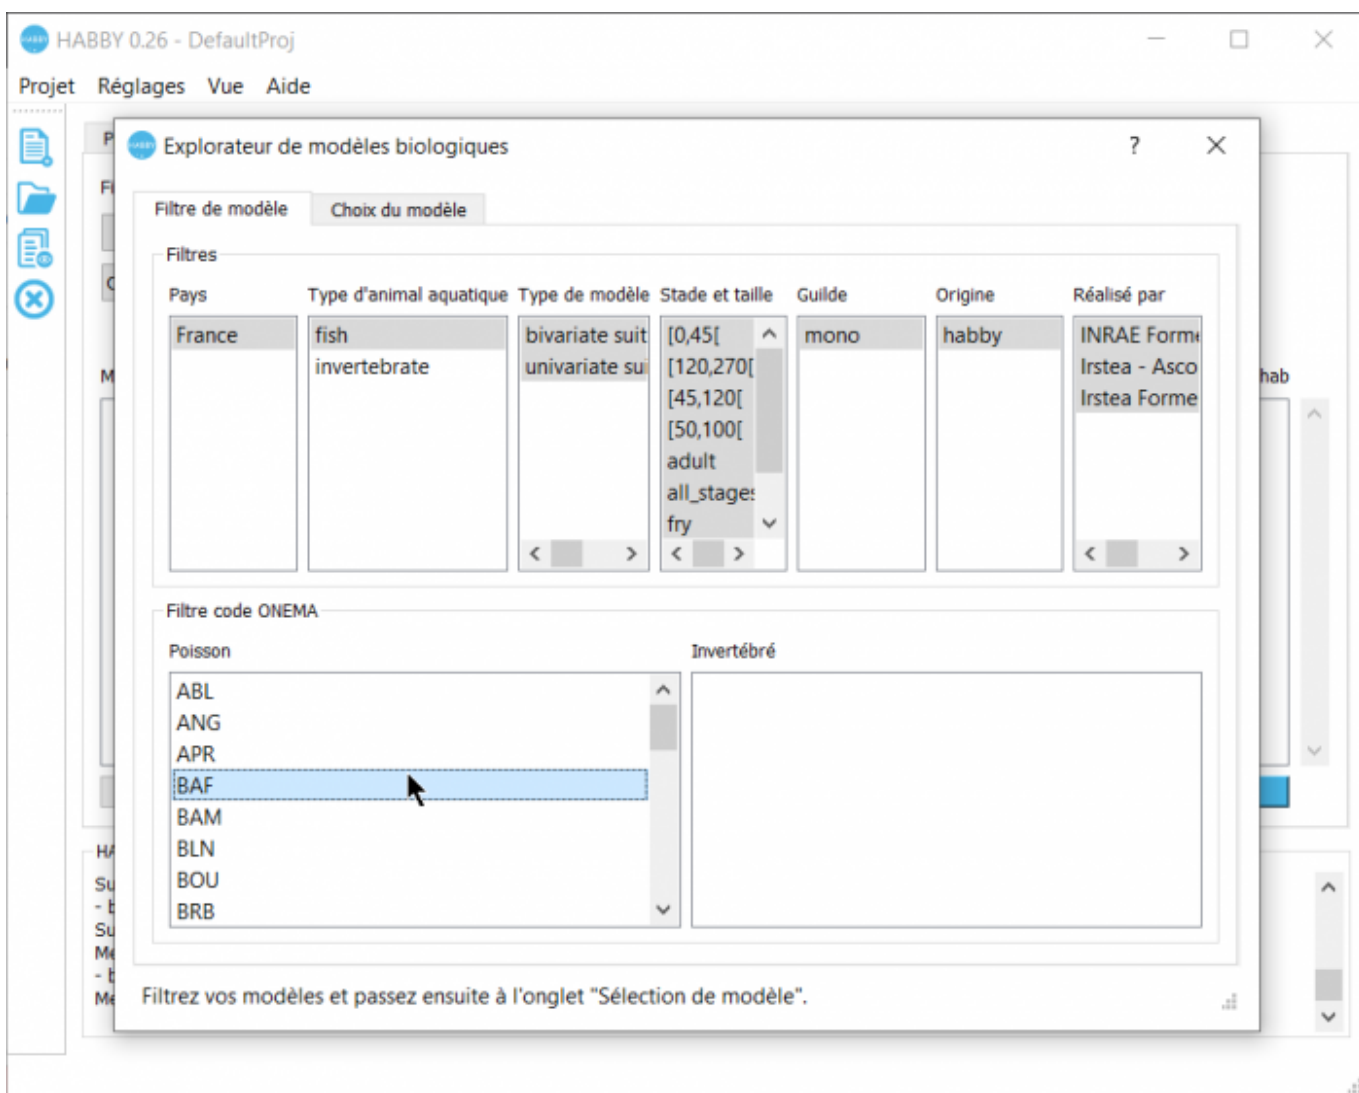 HABBY 0.26 - DefaultProj
Projet Réglages Vue Aide
Explorateur de modèles biologiques ?
Filtre de modèle Choix du modèle
Filtres
Pays Type d'animal aquatique Type de modèle Stade et taille Guilde Origine Réalisé par
France fish bivariate suit [0,45[ mono habby INRAE Forme
invertebrate univariate sui [120,270[ Irstea - Asco
[45,120[ Irstea Forme
[50,100[
adult
all_stages
fry
hab
Filtre code ONEMA
Poisson Invertébré
ABL
ANG
APR
BAF
BAM
BLN
BOU
BRB
Filtrez vos modèles et passez ensuite à l'onglet "Sélection de modèle".